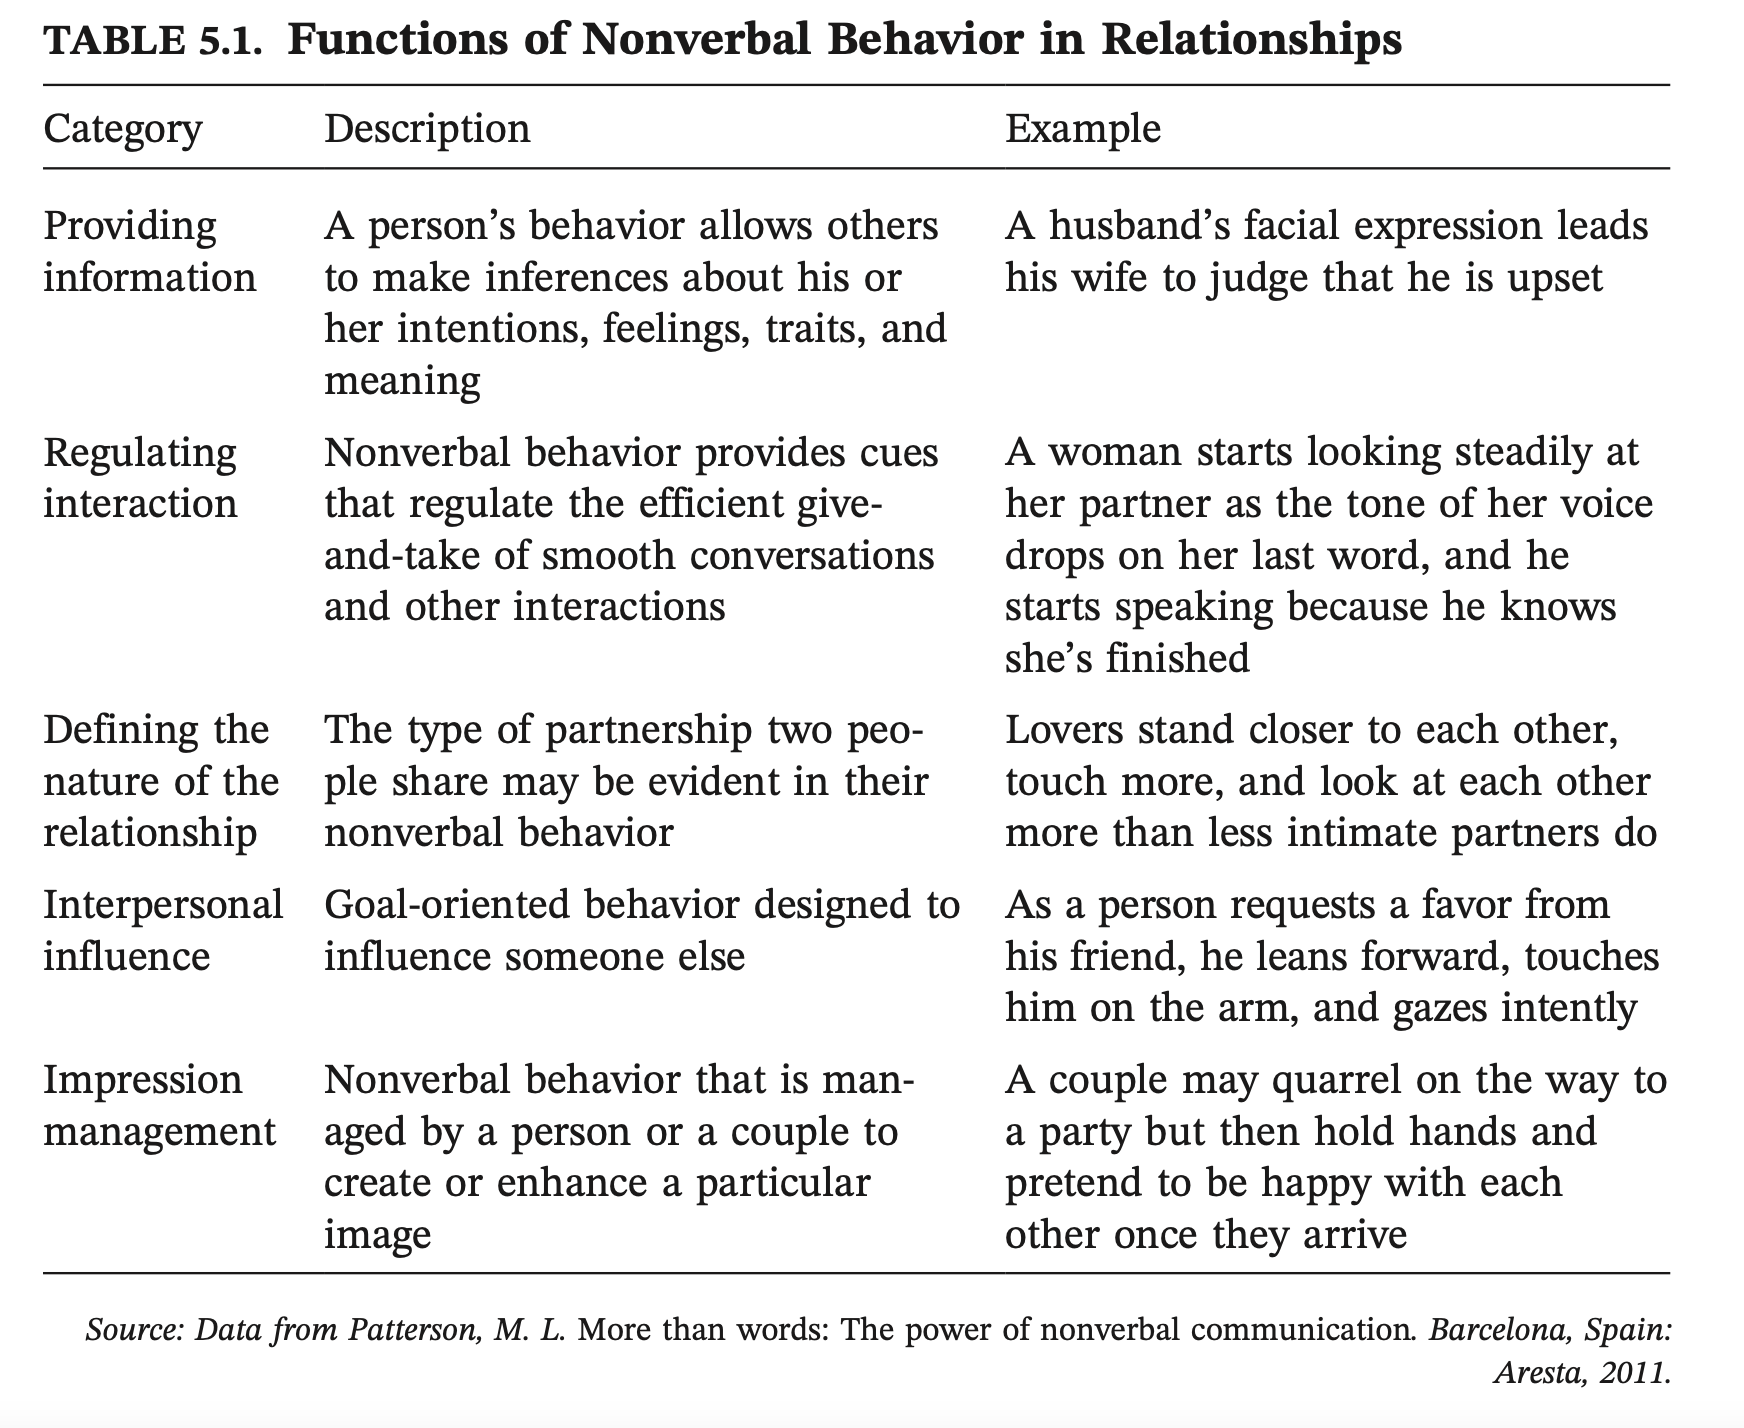 TABLE 5.1. Functions of Nonverbal Behavior in Relationships
Category Description Example
Providing A person’s behavior allows others A husband’s facial expression leads
information to make inferences about his or his wife to judge that he is upset
her intentions, feelings, traits, and
meaning
Regulating Nonverbal behavior provides cues A woman starts looking steadily at
interaction that regulate the efficient give- her partner as the tone of her voice
and-take of smooth conversations drops on her last word, and he
and other interactions starts speaking because he knows
she’s finished
Defining the The type of partnership two peo- Lovers stand closer to each other,
nature of the ple share may be evident in their touch more, and look at each other
relationship nonverbal behavior more than less intimate partners do
Interpersonal Goal-oriented behavior designed to As a person requests a favor from
influence influence someone else his friend, he leans forward, touches
him on the arm, and gazes intently
Impression Nonverbal behavior that is man- A couple may quarrel on the way to
management aged by a person or a couple to a party but then hold hands and
create or enhance a particular pretend to be happy with each
image other once they arrive
Source: Data from Patterson, M. L. More than words: The power of nonverbal communication. Barcelona, Spain:
Aresta, 2011.